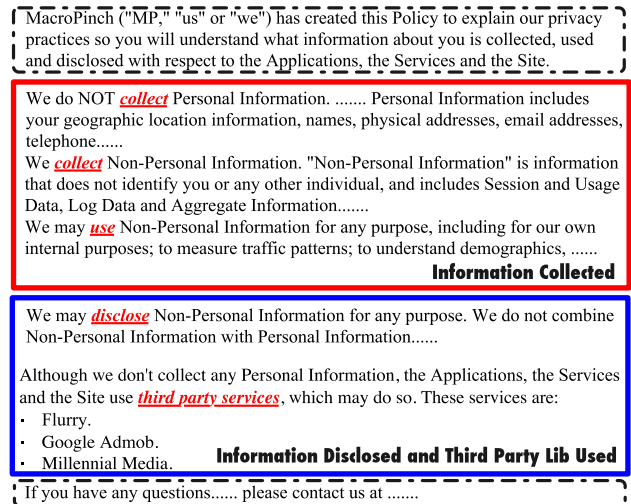 MacroPinch ("MP," "us" or "we") has created this Policy to explain our privacy
practices so you will understand what information about you is collected, used
and disclosed with respect to the Applications, the Services and the Site.
We do NOT collect Personal Information. ....... Personal Information includes
your geographic location information, names, physical addresses, email addresses,
telephone......
We collect Non-Personal Information. "Non-Personal Information" is information
that does not identify you or any other individual, and includes Session and Usage
Data, Log Data and Aggregate Information.......
We may use Non-Personal Information for any purpose, including for our own
internal purposes; to measure traffic patterns; to understand demographics, ......
Information Collected
We may disclose Non-Personal Information for any purpose. We do not combine
Non-Personal Information with Personal Information......
Although we don't collect any Personal Information, the Applications, the Services
and the Site use third party services, which may do so. These services are:
· Flurry.
· Google Admob.
· Millennial Media.
Information Disclosed and Third Party Lib Used
If you have any questions...... please contact us at .......